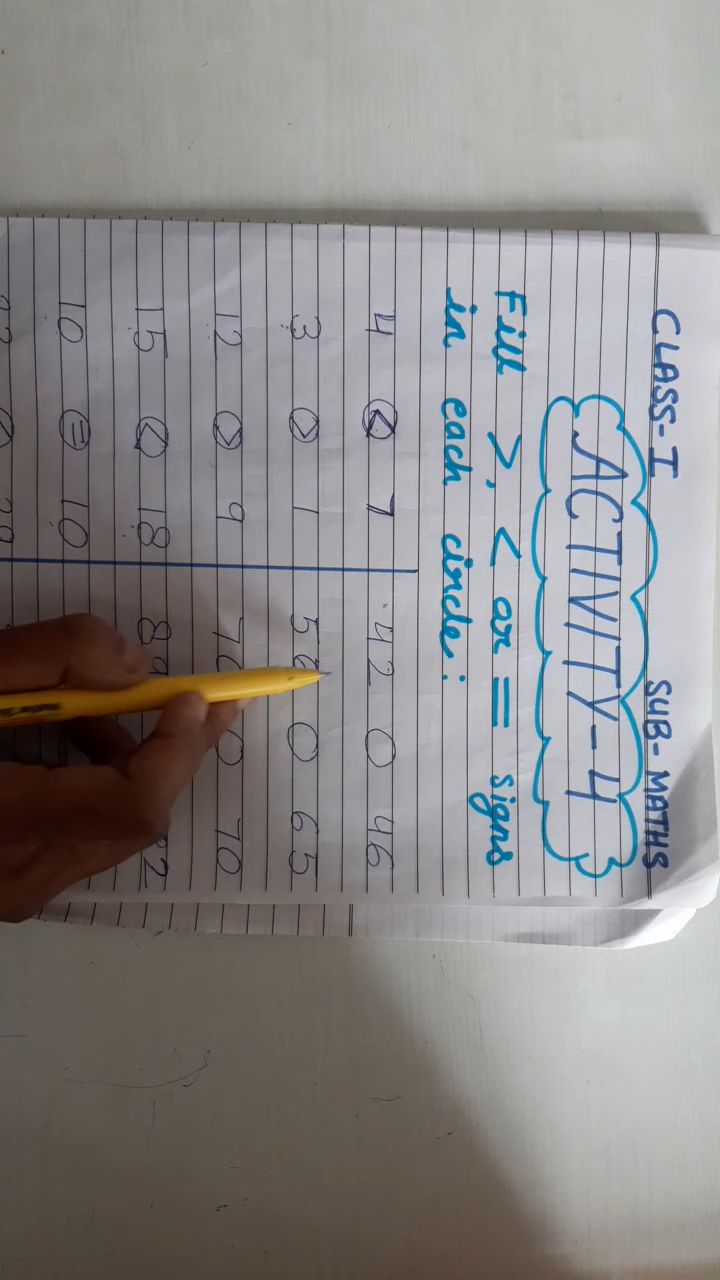 CLASS-I SUB-MATHS
ACTIVITY-4
Fill >, < or = signs
in each circle:
4 < 7 42 ○ 46
3 > 1 ○ 65
12 > 9 ○ 70
15 < 18
10 = 10